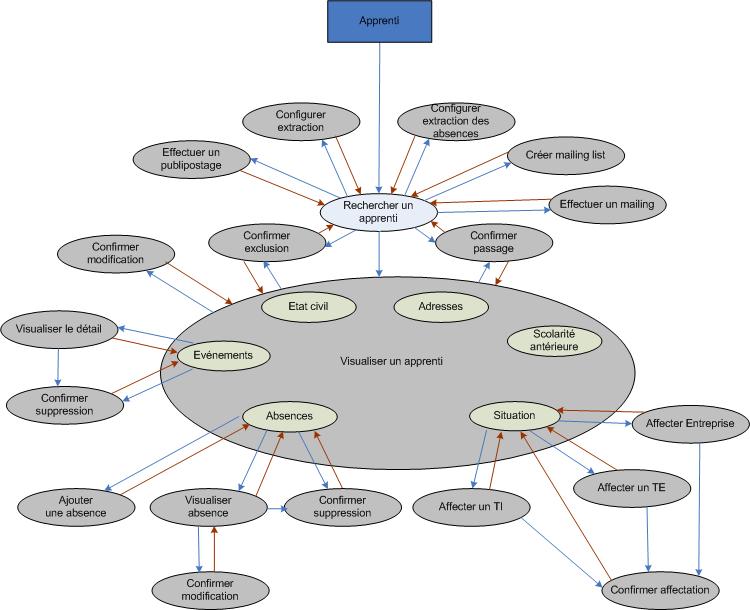 Apprenti
Configurer
extraction
Configurer
extraction des
absences
Effectuer un
publipostage
Créer mailing list
Rechercher un
apprenti
Effectuer un mailing
Confirmer
exclusion
Confirmer
passage
Confirmer
modification
Etat civil
Adresses
Visualiser le détail
Scolarité
antérieure
Evénements
Visualiser un apprenti
Confirmer
suppression
Absences
Situation
Affecter Entreprise
Ajouter
une absence
Visualiser
absence
Confirmer
suppression
Affecter un TI
Affecter un TE
Confirmer
modification
Confirmer affectation